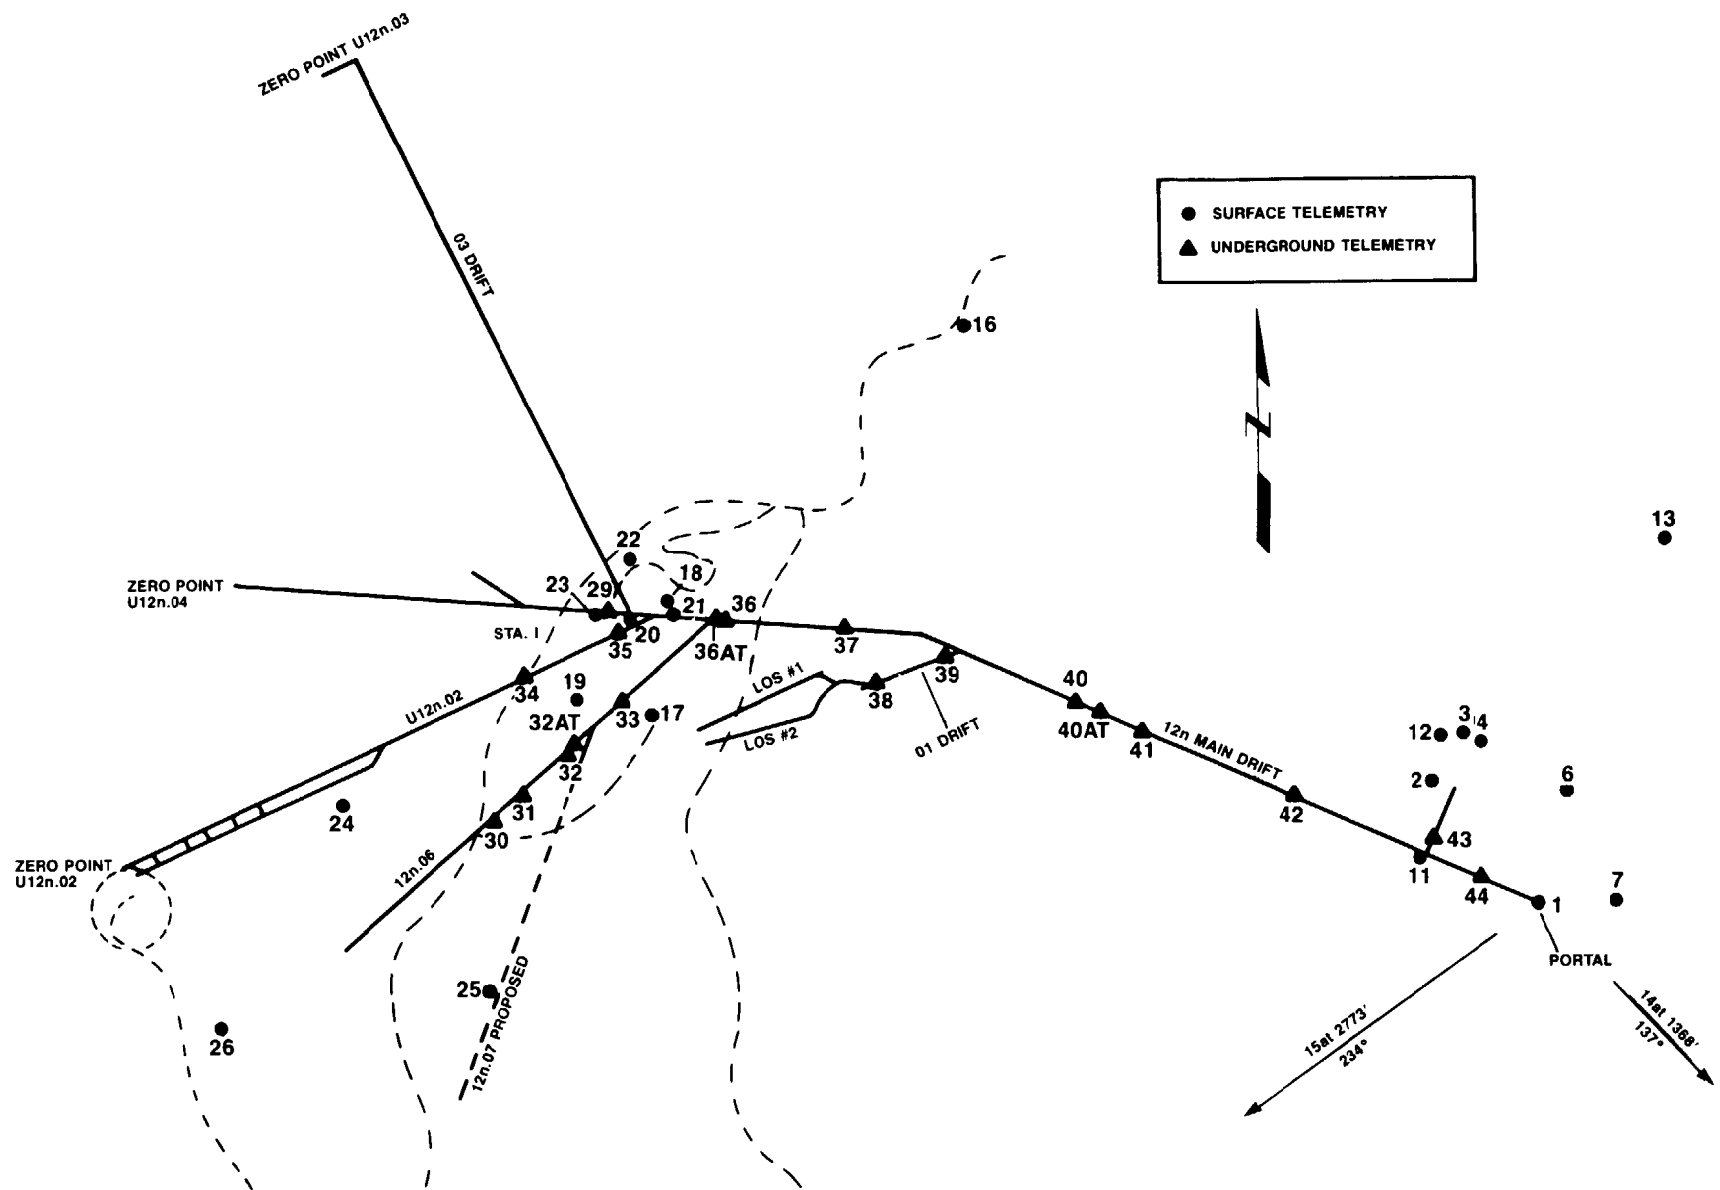 ZERO POINT U12n.03
03 DRIFT
SURFACE TELEMETRY
UNDERGROUND TELEMETRY
16
N
13
22
18
ZERO POINT
U12n.04
23
29
21
36
STA. I
20
35
36AT
37
39
LOS #1
34
19
38
40
U12n.02
32AT
33
17
LOS #2
01 DRIFT
40AT
41
12n MAIN DRIFT
12
3
4
32
2
6
31
24
42
30
43
ZERO POINT
U12n.02
12n.06
11
44
7
1
PORTAL
25
12n.07 PROPOSED
26
15at 2773'
234°
14at 1368'
137°